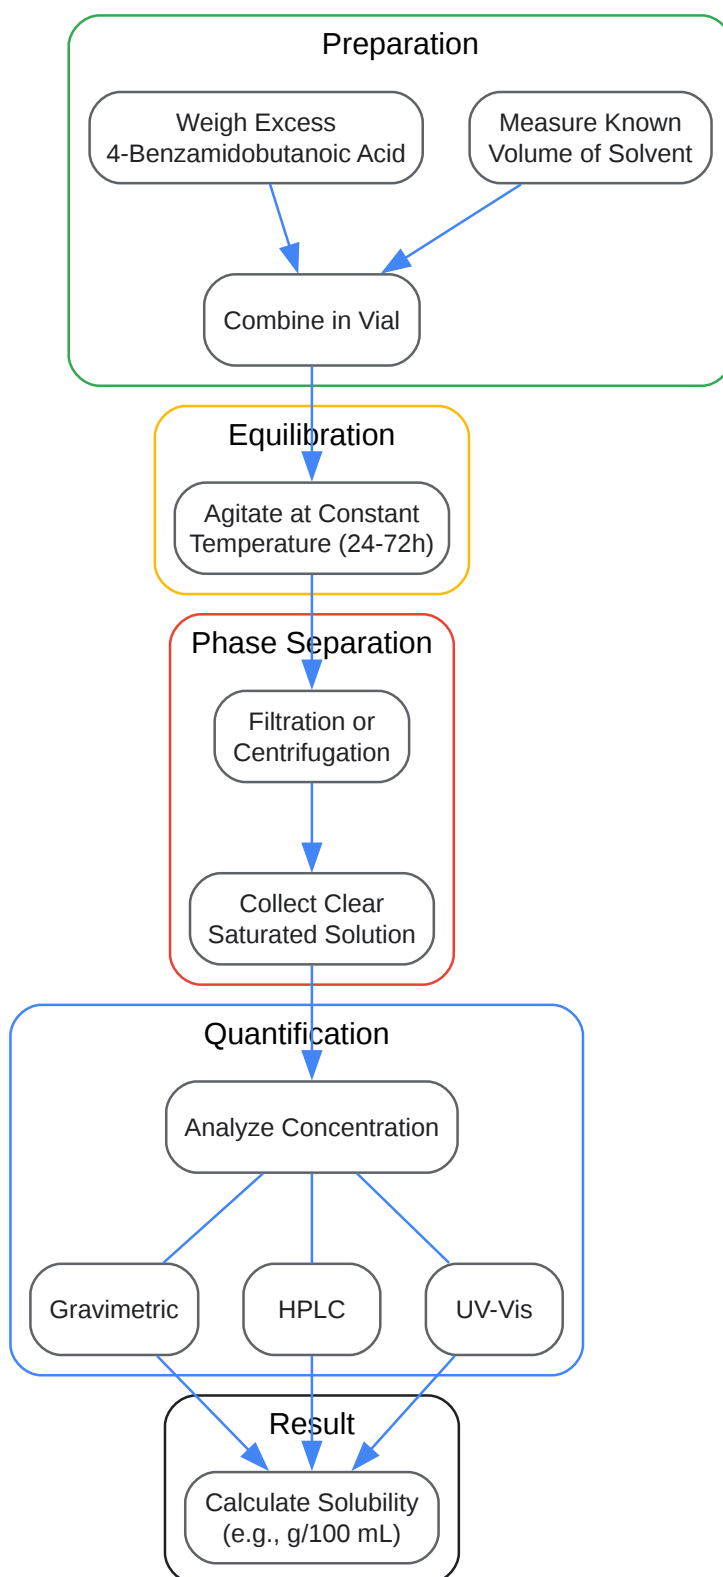 Preparation
Weigh Excess
4-Benzamidobutanoic Acid
Measure Known
Volume of Solvent
Combine in Vial
Equilibration
Agitate at Constant
Temperature (24-72h)
Phase Separation
Filtration or
Centrifugation
Collect Clear
Saturated Solution
Quantification
Analyze Concentration
Gravimetric
HPLC
UV-Vis
Result
Calculate Solubility
(e.g., g/100 mL)